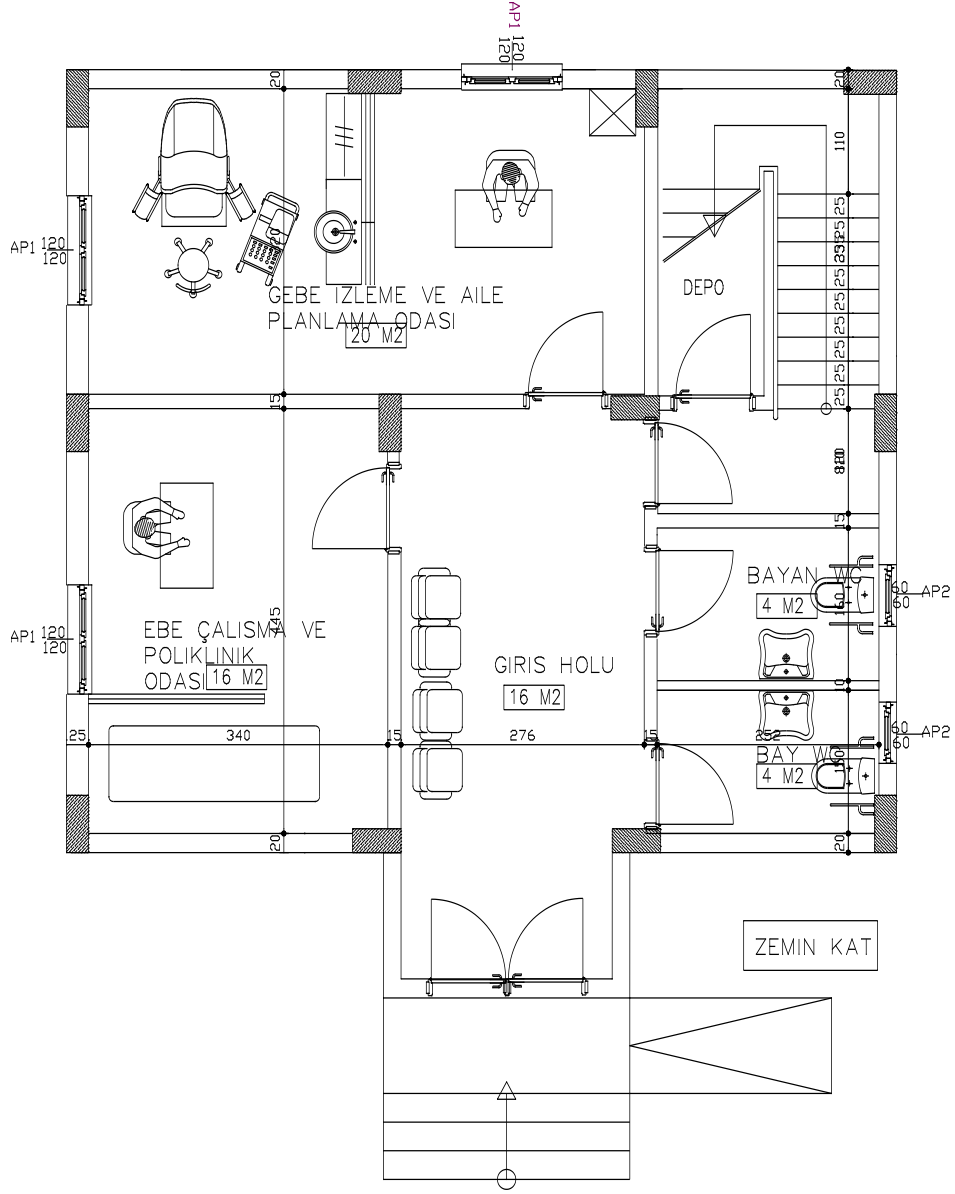 AP1 120
120
20
20
110
AP1 120
120
DEPO
GEBE IZLEME VE AILE
PLANLAMA ODASI
20 M2
25
25
25
25
25
25
25
15
15
BAYAN WC
4 M2
60
60 AP2
AP1 120
120
EBE ÇALISMA VE
POLIKLINIK
ODASI 16 M2
445
GIRIS HOLU
16 M2
10
60
60 AP2
25
340
15
276
15
252
BAY WC
4 M2
160
160
20
20
ZEMIN KAT